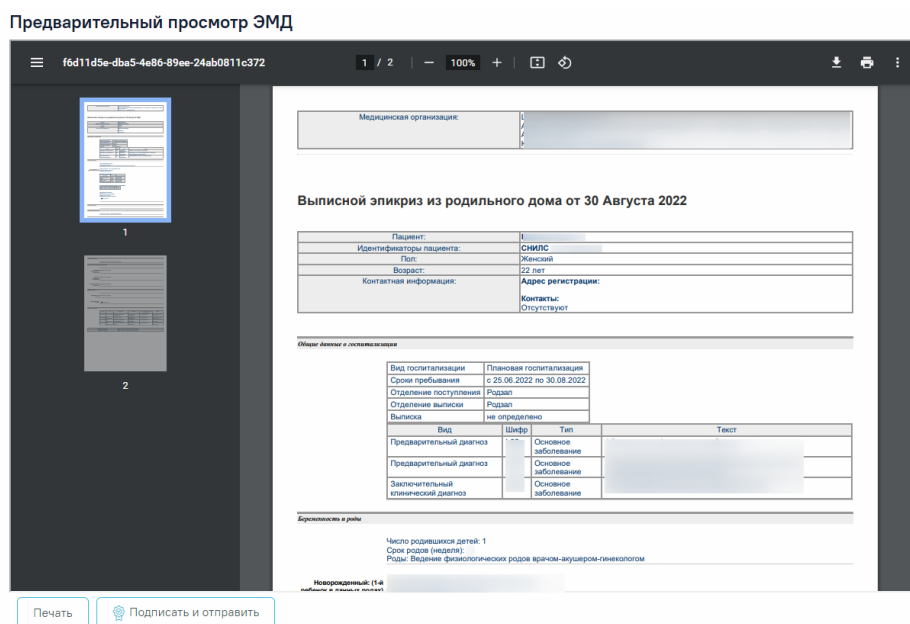 Предварительный просмотр ЭМД
f6d11d5e-dba5-4e86-89ee-24ab0811c372
1 / 2
100%
1
2
Медицинская организация:
Выписной эпикриз из родильного дома от 30 Августа 2022
Пациент:
Идентификаторы пациента: СНИЛС
Пол: Женский
Возраст: 22 лет
Контактная информация: Адрес регистрации:
Контакты:
Отсутствуют
Общие данные о госпитализации
Вид госпитализации Плановая госпитализация
Сроки пребывания с 25.06.2022 по 30.08.2022
Отделение поступления Родзал
Отделение выписки Родзал
Выписка не определено
Вид Шифр Тип Текст
Предварительный диагноз Основное
заболевание
Предварительный диагноз Основное
заболевание
Заключительный Основное
клинический диагноз заболевание
Беременность и роды
Число родившихся детей: 1
Срок родов (неделя):
Роды: Ведение физиологических родов врачом-акушером-гинекологом
Новорожденный: (1-й
ребенок в данных родах)
Печать
Подписать и отправить